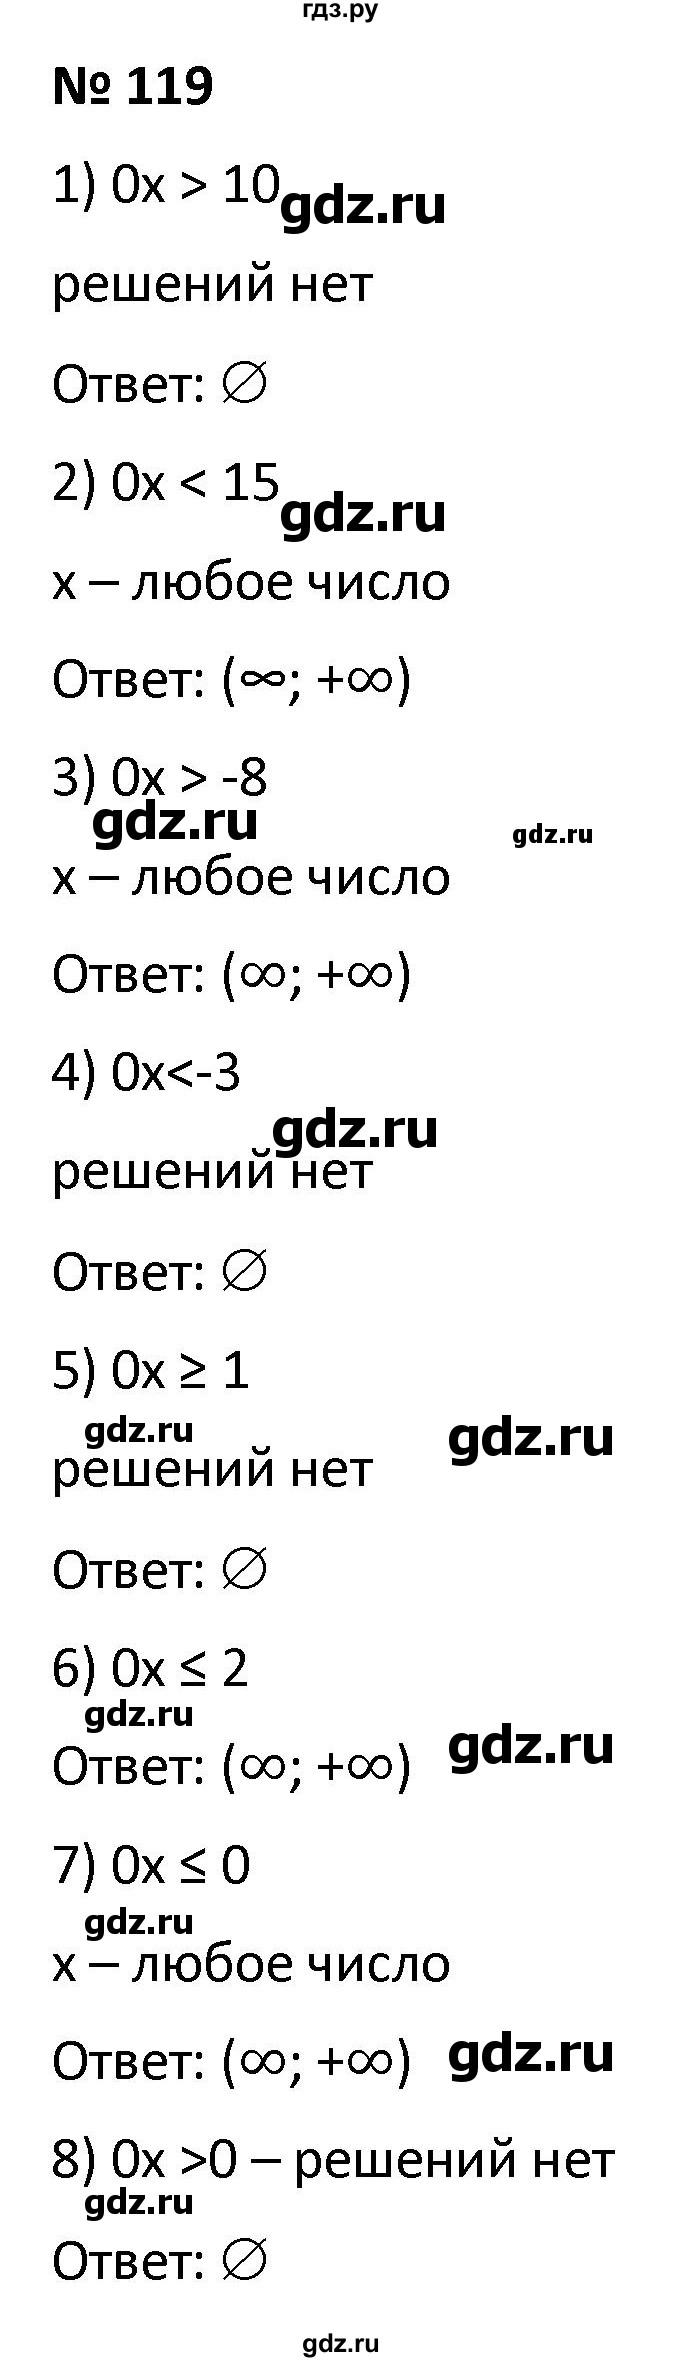 гдз.ру
№ 119
1) 0x > 10
gdz.ru
решений нет
Ответ: ∅
2) 0x < 15
gdz.ru
x – любое число
Ответ: (∞; +∞)
3) 0x > -8
gdz.ru
gdz.ru
x – любое число
Ответ: (∞; +∞)
4) 0x<-3
gdz.ru
решений нет
Ответ: ∅
5) 0x ≥ 1
gdz.ru
gdz.ru
решений нет
Ответ: ∅
6) 0x ≤ 2
gdz.ru
gdz.ru
Ответ: (∞; +∞)
7) 0x ≤ 0
gdz.ru
x – любое число
Ответ: (∞; +∞)
gdz.ru
8) 0x >0 – решений нет
gdz.ru
Ответ: ∅
gdz.ru